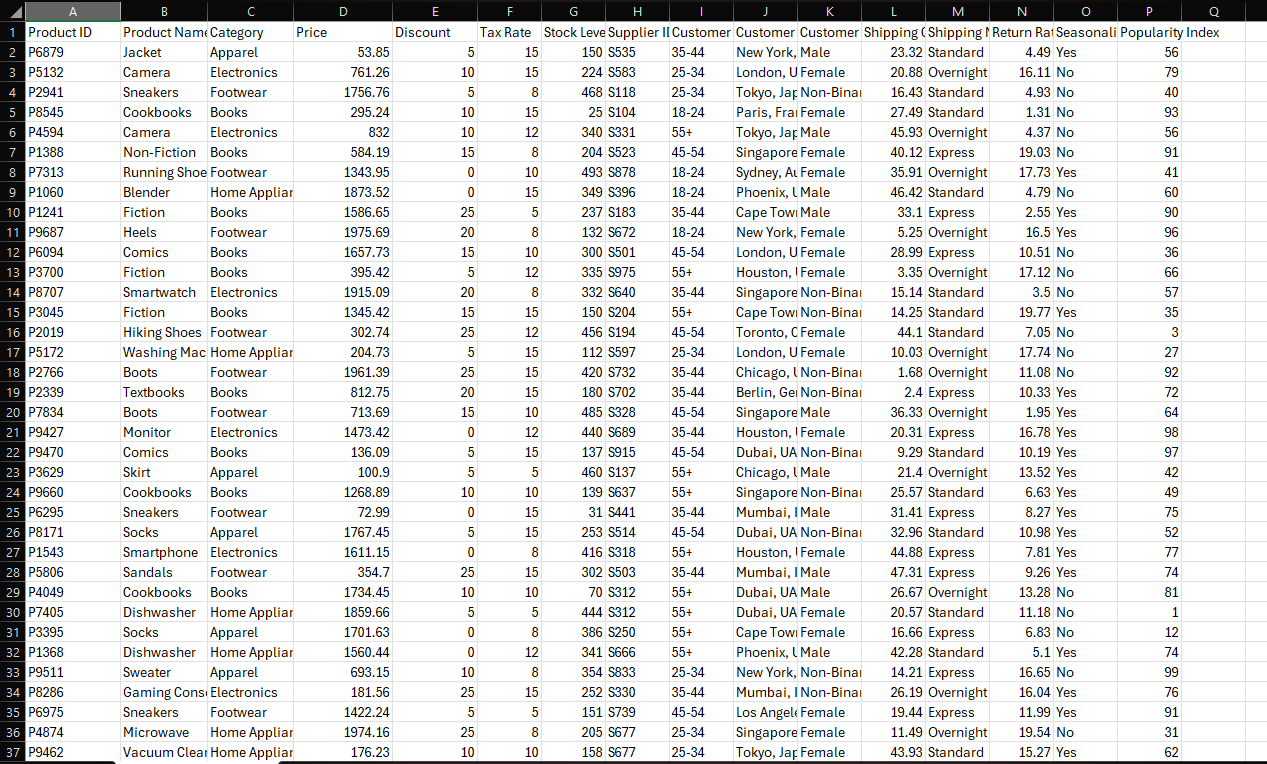 A B C D E F G H I J K L M N O P Q
1 Product ID Product Name Category Price Discount Tax Rate Stock Leve Supplier II Customer Customer Customer Shipping C Shipping M Return Rat Seasonali Popularity Index
2 P6879 Jacket Apparel 53.85 5 15 150 S535 35-44 New York, Male 23.32 Standard 4.49 Yes 56
3 P5132 Camera Electronics 761.26 10 15 224 S583 25-34 London, U Female 20.88 Overnight 16.11 No 79
4 P2941 Sneakers Footwear 1756.76 5 8 468 S118 25-34 Tokyo, Jap Non-Binar 16.43 Standard 4.93 No 40
5 P8545 Cookbooks Books 295.24 10 15 25 S104 18-24 Paris, Fran Female 27.49 Standard 1.31 No 93
6 P4594 Camera Electronics 832 10 12 340 S331 55+ Tokyo, Jap Male 45.93 Overnight 4.37 No 56
7 P1388 Non-Fiction Books 584.19 15 8 204 S523 45-54 Singapore Female 40.12 Express 19.03 No 91
8 P7313 Running Shoe Footwear 1343.95 0 10 493 S878 18-24 Sydney, Au Female 35.91 Overnight 17.73 Yes 41
9 P1060 Blender Home Applian 1873.52 0 15 349 S396 18-24 Phoenix, U Male 46.42 Standard 4.79 No 60
10 P1241 Fiction Books 1586.65 25 5 237 S183 35-44 Cape Town Male 33.1 Express 2.55 Yes 90
11 P9687 Heels Footwear 1975.69 20 8 132 S672 18-24 New York, Female 5.25 Overnight 16.5 Yes 96
12 P6094 Comics Books 1657.73 15 10 300 S501 45-54 London, U Female 28.99 Express 10.51 No 36
13 P3700 Fiction Books 395.42 5 12 335 S975 55+ Houston, Female 3.35 Overnight 17.12 No 66
14 P8707 Smartwatch Electronics 1915.09 20 8 332 S640 35-44 Singapore Non-Binar 15.14 Standard 3.5 No 57
15 P3045 Fiction Books 1345.42 15 15 150 S204 55+ Cape Town Non-Binar 14.25 Standard 19.77 Yes 35
16 P2019 Hiking Shoes Footwear 302.74 25 12 456 S194 45-54 Toronto, C Female 44.1 Standard 7.05 No 3
17 P5172 Washing Mac Home Applian 204.73 5 15 112 S597 25-34 London, U Female 10.03 Overnight 17.74 No 27
18 P2766 Boots Footwear 1961.39 25 15 420 S732 35-44 Chicago, U Non-Binar 1.68 Overnight 11.08 No 92
19 P2339 Textbooks Books 812.75 20 15 180 S702 35-44 Berlin, Ger Non-Binar 2.4 Express 10.33 Yes 72
20 P7834 Boots Footwear 713.69 15 10 485 S328 45-54 Singapore Male 36.33 Overnight 1.95 Yes 64
21 P9427 Monitor Electronics 1473.42 0 12 440 S689 35-44 Houston, Female 20.31 Express 16.78 Yes 98
22 P9470 Comics Books 136.09 5 15 137 S915 45-54 Dubai, UA Non-Binar 9.29 Standard 10.19 Yes 97
23 P3629 Skirt Apparel 100.9 5 5 460 S137 55+ Chicago, U Male 21.4 Overnight 13.52 Yes 42
24 P9660 Cookbooks Books 1268.89 10 10 139 S637 55+ Singapore Non-Binar 25.57 Standard 6.63 Yes 49
25 P6295 Sneakers Footwear 72.99 0 15 31 S441 35-44 Mumbai, I Male 31.41 Express 8.27 Yes 75
26 P8171 Socks Apparel 1767.45 5 15 253 S514 45-54 Dubai, UA Non-Binar 32.96 Standard 10.98 Yes 52
27 P1543 Smartphone Electronics 1611.15 0 8 416 S318 55+ Houston, Female 44.88 Express 7.81 Yes 77
28 P5806 Sandals Footwear 354.7 25 15 302 S503 35-44 Mumbai, I Male 47.31 Express 9.26 Yes 74
29 P4049 Cookbooks Books 1734.45 10 10 70 S312 55+ Dubai, UA Male 26.67 Overnight 13.28 No 81
30 P7405 Dishwasher Home Applian 1859.66 5 5 444 S312 55+ Dubai, UA Female 20.57 Standard 11.18 No 1
31 P3395 Socks Apparel 1701.63 0 8 386 S250 55+ Cape Town Female 16.66 Express 6.83 No 12
32 P1368 Dishwasher Home Applian 1560.44 0 12 341 S666 55+ Phoenix, U Male 42.28 Standard 5.1 Yes 74
33 P9511 Sweater Apparel 693.15 10 8 354 S833 25-34 New York, Non-Binar 14.21 Express 16.65 No 99
34 P8286 Gaming Cons Electronics 181.56 25 15 252 S330 35-44 Mumbai, I Non-Binar 26.19 Overnight 16.04 Yes 76
35 P6975 Sneakers Footwear 1422.24 5 5 151 S739 45-54 Los Angele Female 19.44 Express 11.99 Yes 91
36 P4874 Microwave Home Applian 1974.16 25 8 205 S677 25-34 Singapore Female 11.49 Overnight 19.54 No 31
37 P9462 Vacuum Clear Home Applian 176.23 10 10 158 S677 25-34 Tokyo, Jap Female 43.93 Standard 15.27 Yes 62